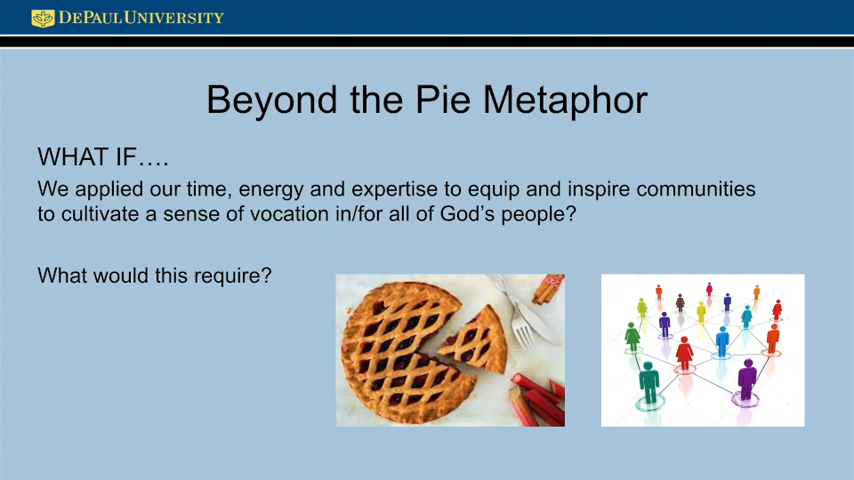 DEPAUL UNIVERSITY
Beyond the Pie Metaphor
WHAT IF….
We applied our time, energy and expertise to equip and inspire communities
to cultivate a sense of vocation in/for all of God’s people?
What would this require?